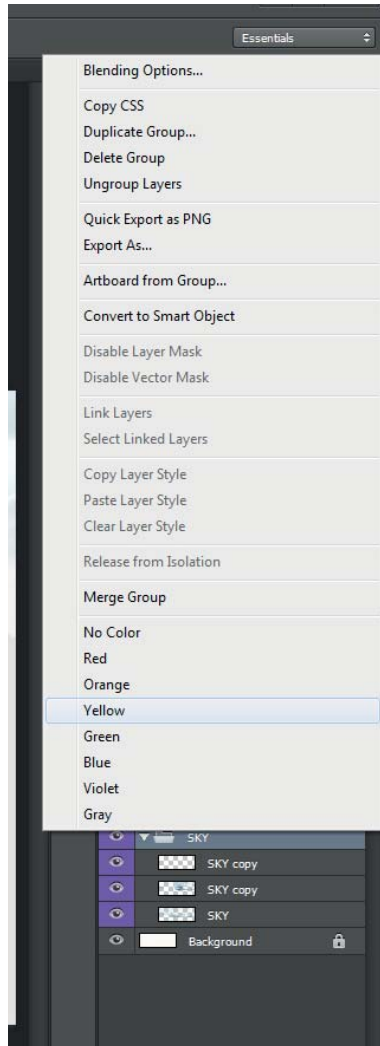 Essentials
Blending Options...
Copy CSS
Duplicate Group...
Delete Group
Ungroup Layers
Quick Export as PNG
Export As...
Artboard from Group...
Convert to Smart Object
Disable Layer Mask
Disable Vector Mask
Link Layers
Select Linked Layers
Copy Layer Style
Paste Layer Style
Clear Layer Style
Release from Isolation
Merge Group
No Color
Red
Orange
Yellow
Green
Blue
Violet
Gray
SKY
SKY copy
SKY copy
SKY
Background